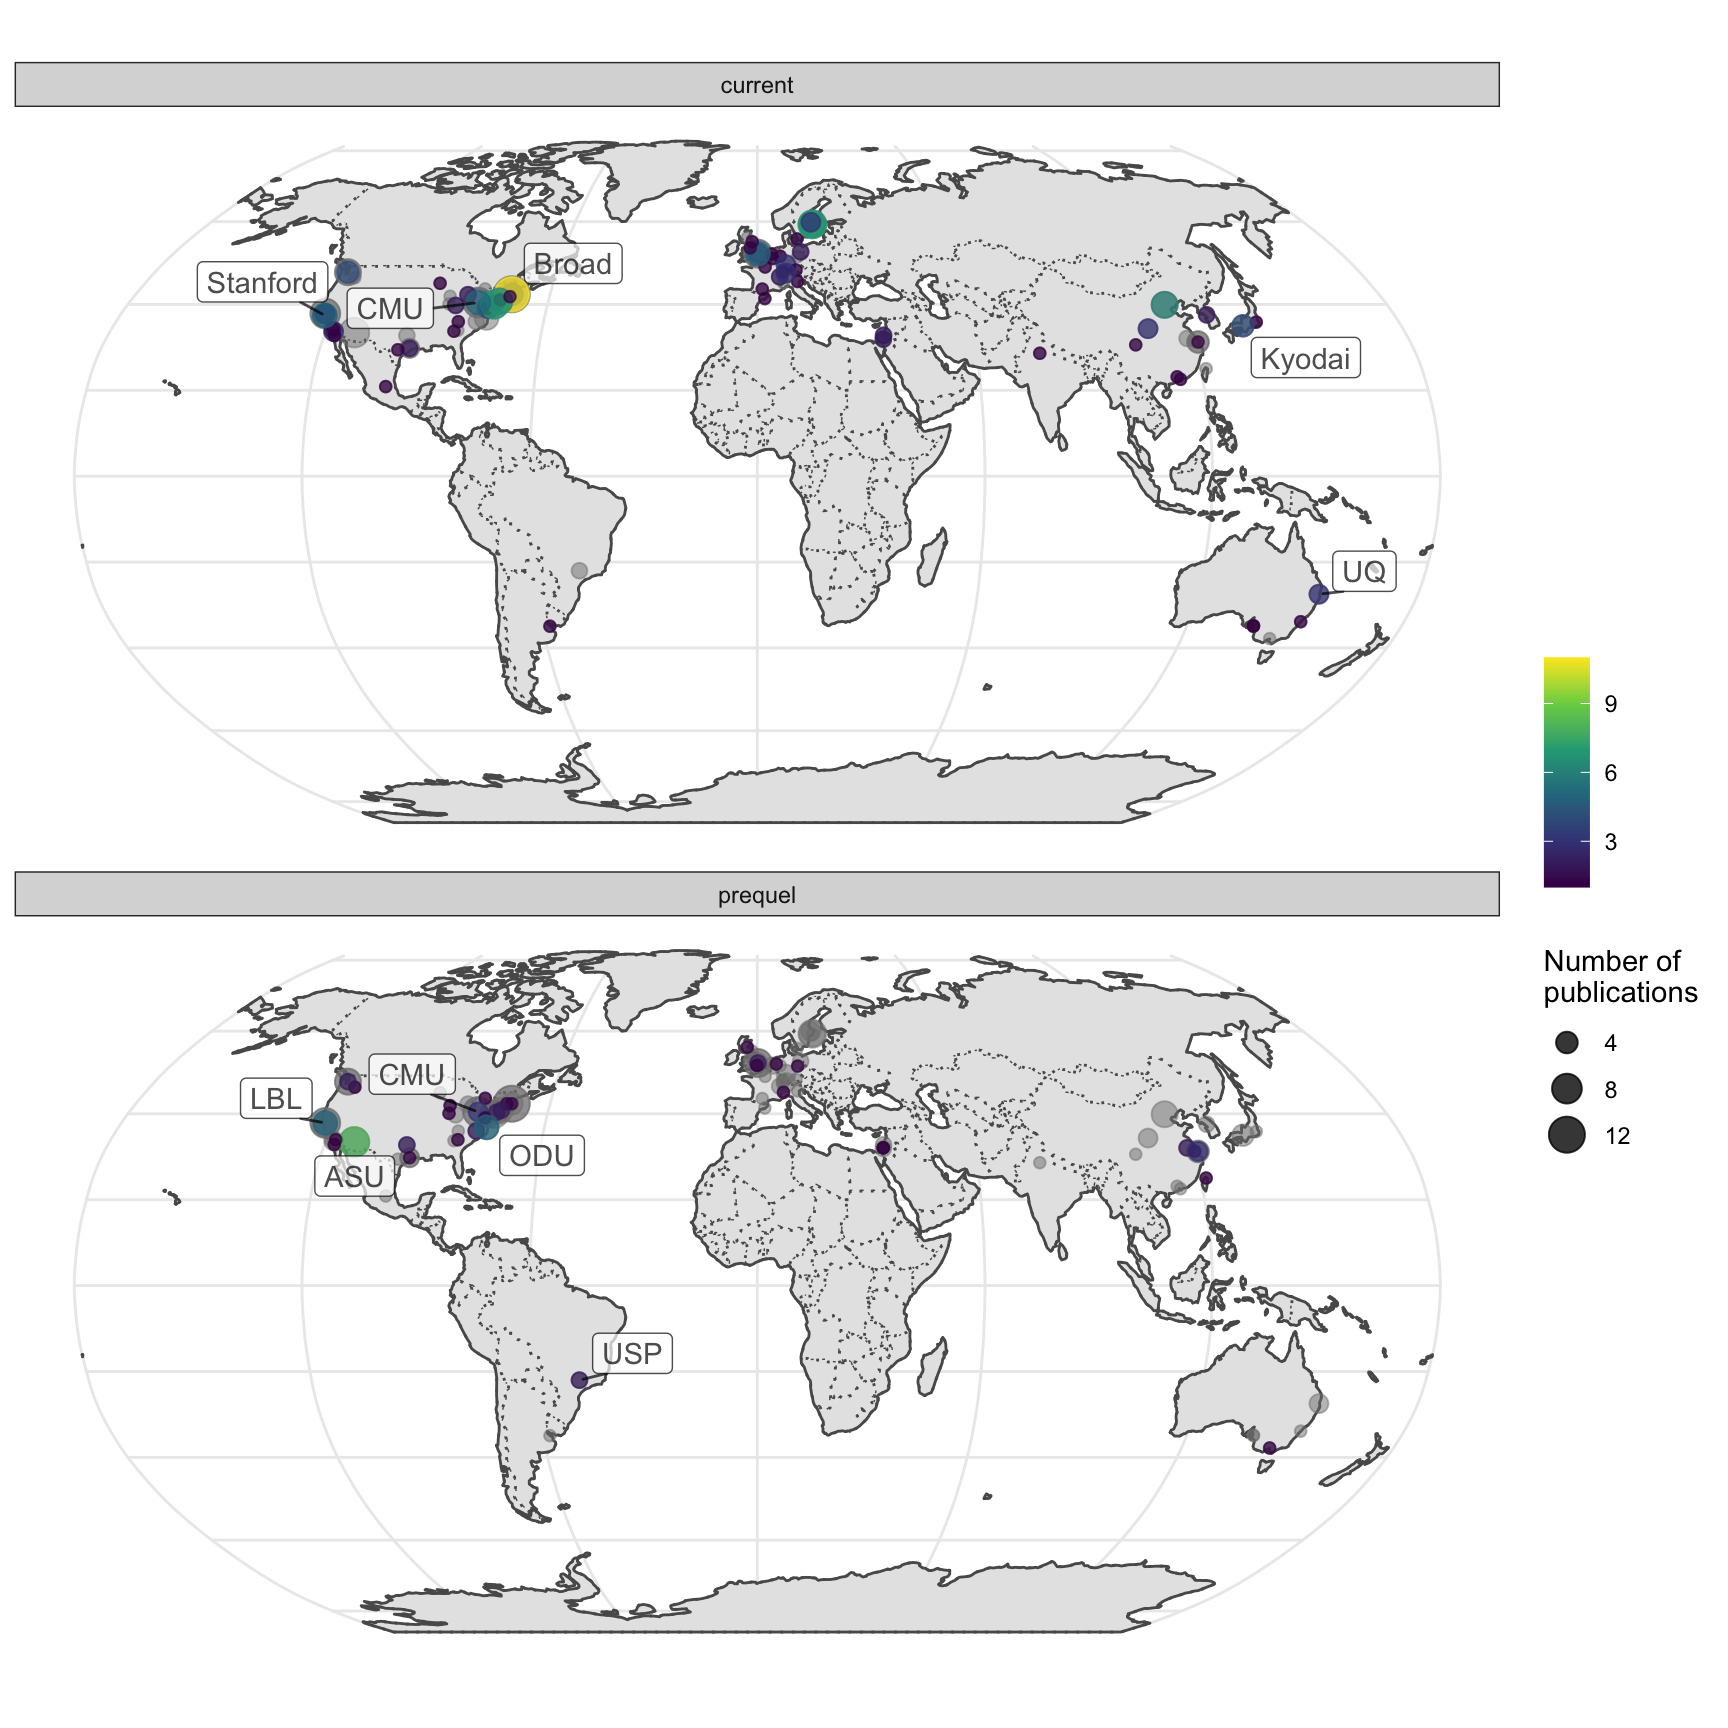 current
Broad
Stanford
CMU
Kyodai
UQ
9
6
3
prequel
CMU
LBL
ODU
ASU
USP
Number of
publications
4
8
12